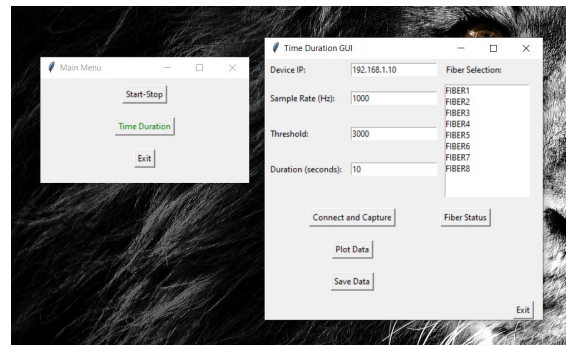 Main Menu
Start-Stop
Time Duration
Exit
Time Duration GUI
Device IP: 192.168.1.10 Fiber Selection:
Sample Rate (Hz): 1000
Threshold: 3000
Duration (seconds): 10
FIBER1
FIBER2
FIBER3
FIBER4
FIBER5
FIBER6
FIBER7
FIBER8
Connect and Capture Fiber Status
Plot Data
Save Data
Exit